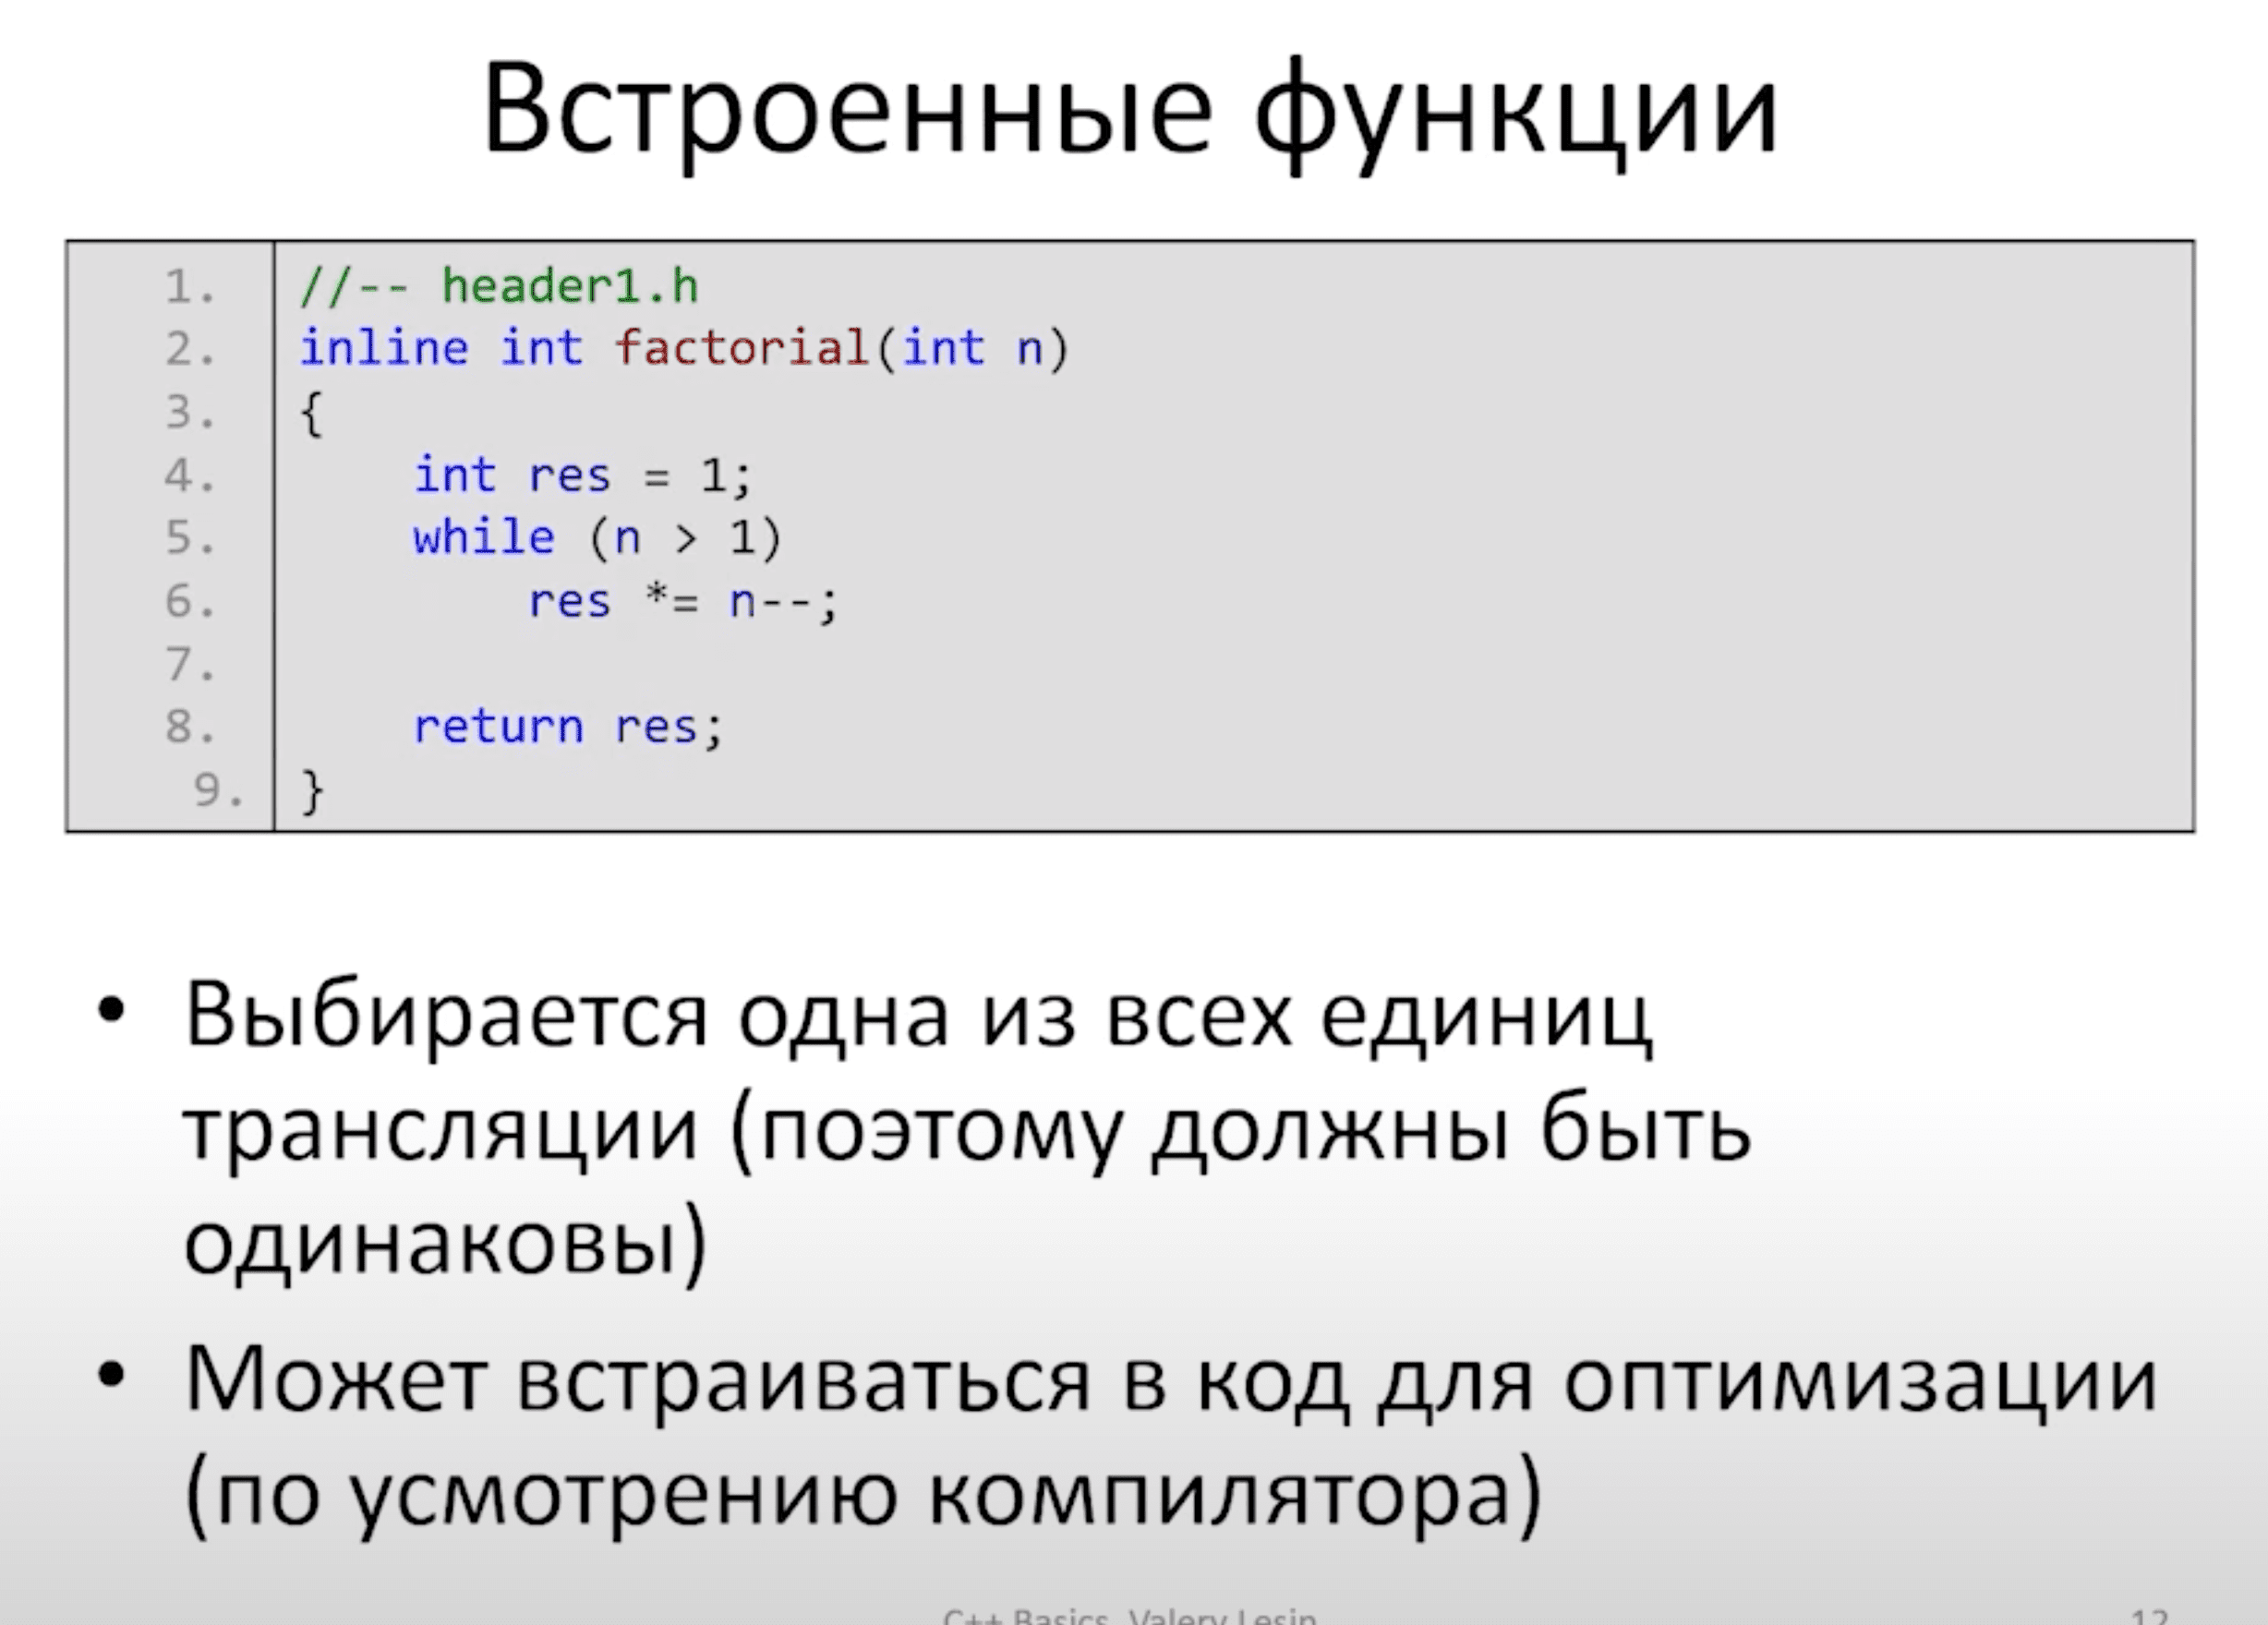 Встроенные функции
1. //-- header1.h
2. inline int factorial(int n)
3. {
4. int res = 1;
5. while (n > 1)
6. res *= n--;
7.
8. return res;
9. }
• Выбирается одна из всех единиц
трансляции (поэтому должны быть
одинаковы)
• Может встраиваться в код для оптимизации
(по усмотрению компилятора)
C++ Basics, Valery Lesin
12